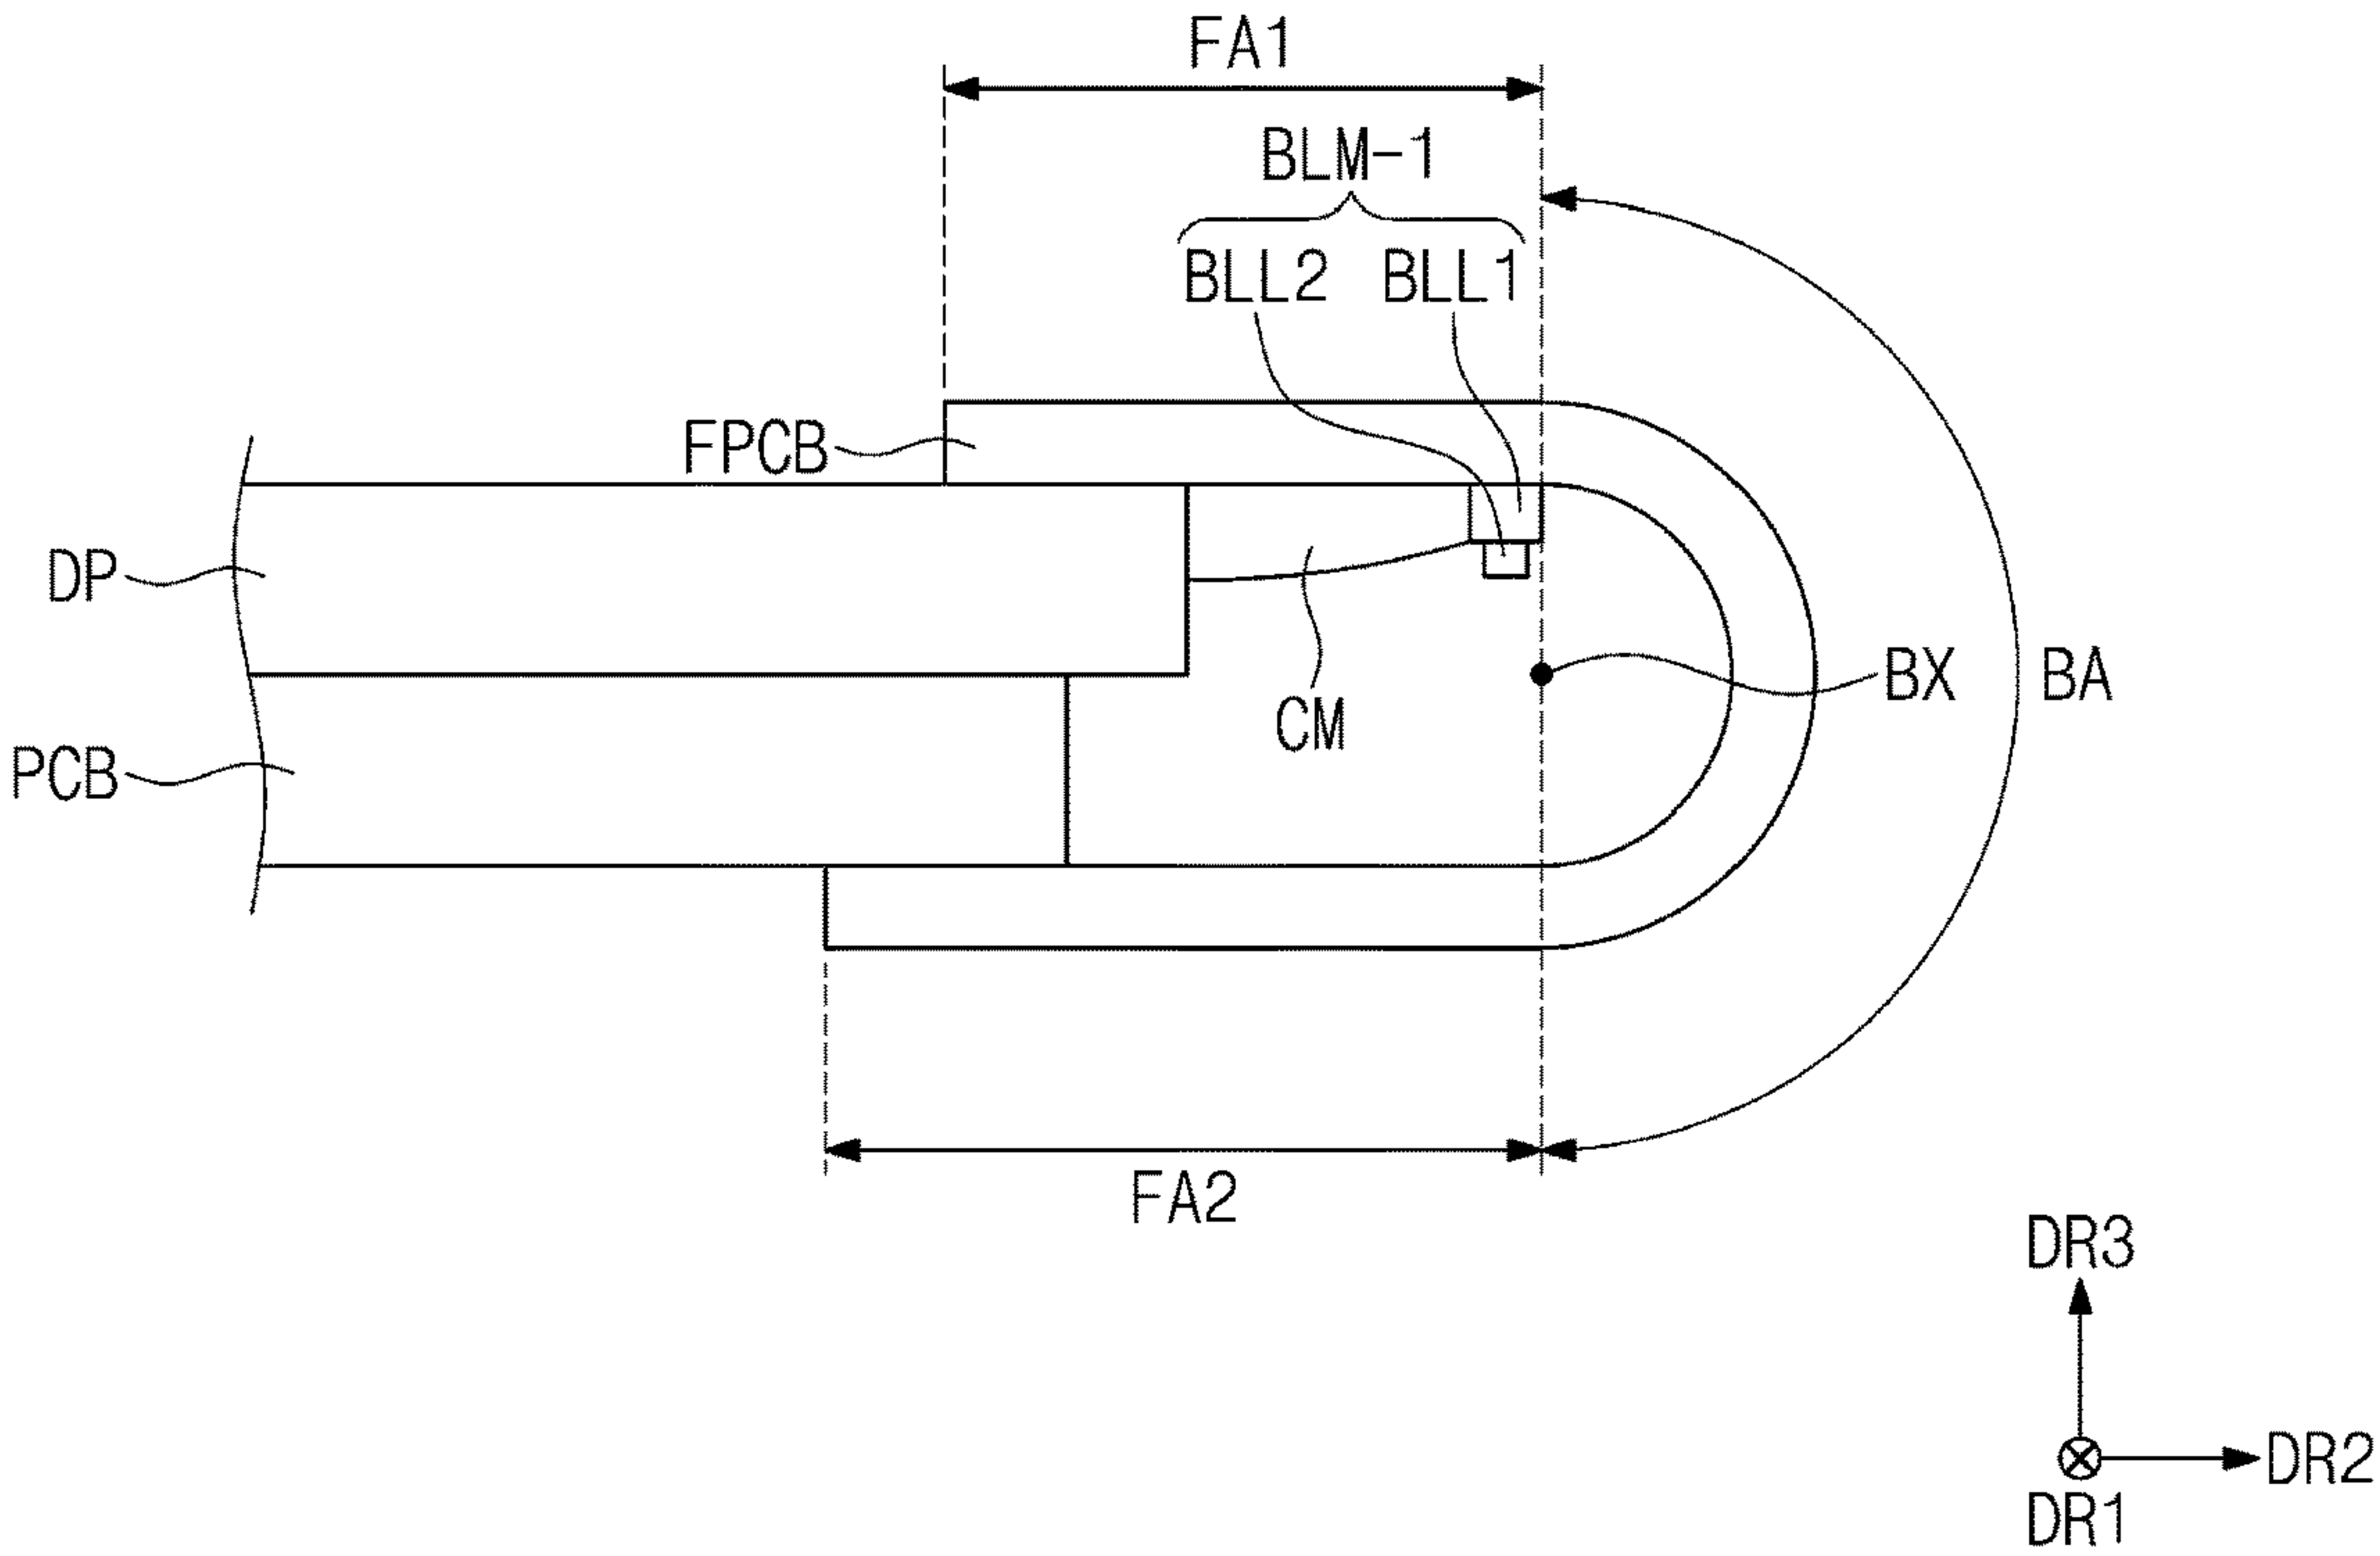 FA1
BLM-1
BLL2 BLL1
FPCB
DP
BX BA
CM
PCB
FA2
DR3
DR2
DR1